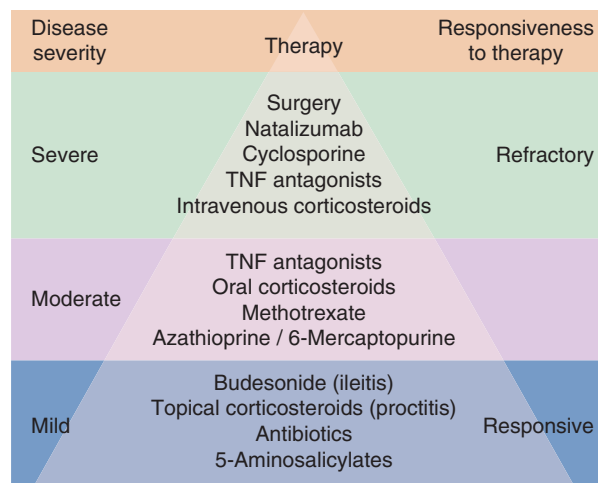 Disease
severity
Therapy
Responsiveness
to therapy
Severe
Surgery
Natalizumab
Cyclosporine
TNF antagonists
Intravenous corticosteroids
Refractory
Moderate
TNF antagonists
Oral corticosteroids
Methotrexate
Azathioprine / 6-Mercaptopurine
Mild
Budesonide (ileitis)
Topical corticosteroids (proctitis)
Antibiotics
5-Aminosalicylates
Responsive